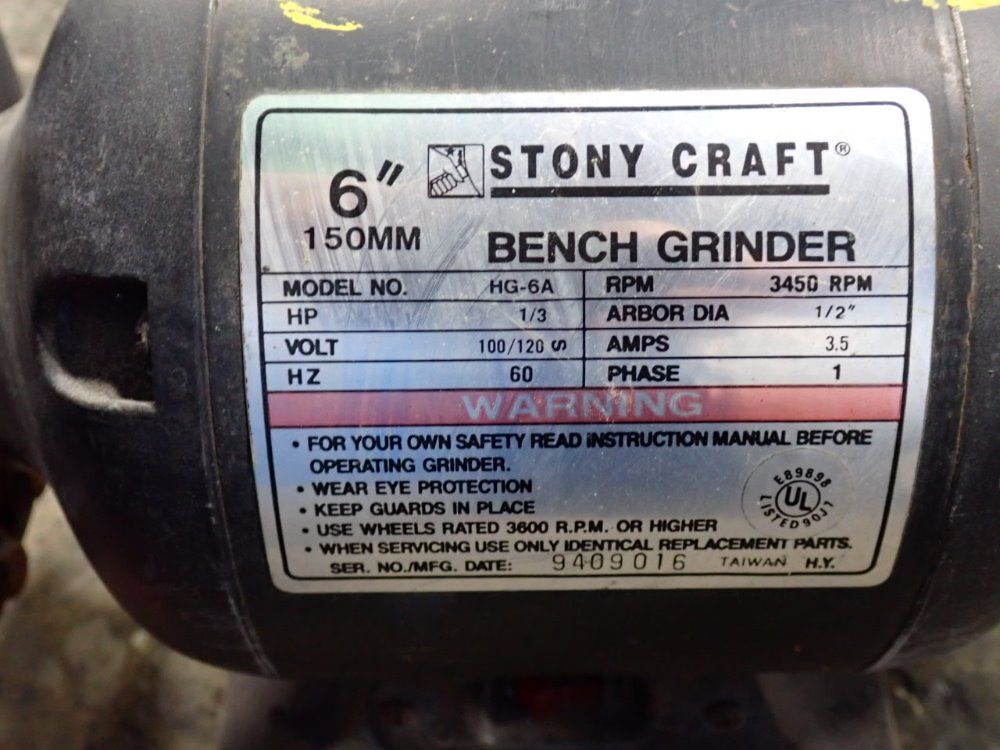 6"
150MM
STONY CRAFT®
BENCH GRINDER
MODEL NO. HG-6A RPM 3450 RPM
HP 1/3 ARBOR DIA 1/2"
VOLT 100/120 S AMPS 3.5
HZ 60 PHASE 1
WARNING
• FOR YOUR OWN SAFETY READ INSTRUCTION MANUAL BEFORE
OPERATING GRINDER.
• WEAR EYE PROTECTION
• KEEP GUARDS IN PLACE
• USE WHEELS RATED 3600 R.P.M. OR HIGHER
• WHEN SERVICING USE ONLY IDENTICAL REPLACEMENT PARTS.
E89898
UL
LISTED 90J7
SER. NO./MFG. DATE: 9409016 TAIWAN H.Y.